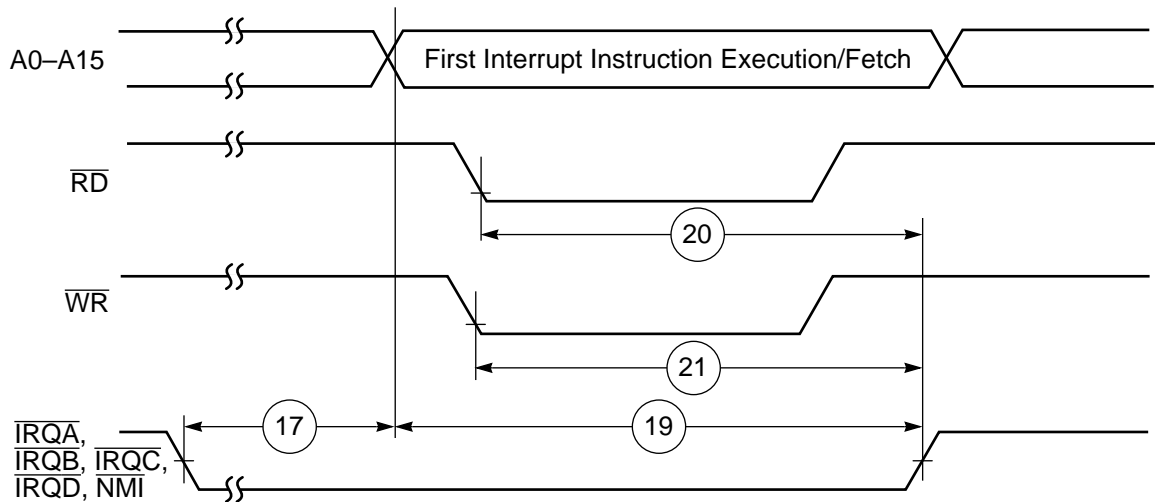 A0–A15
First Interrupt Instruction Execution/Fetch
RD
20
WR
21
17
19
IRQA,
IRQB, IRQC,
IRQD, NMI